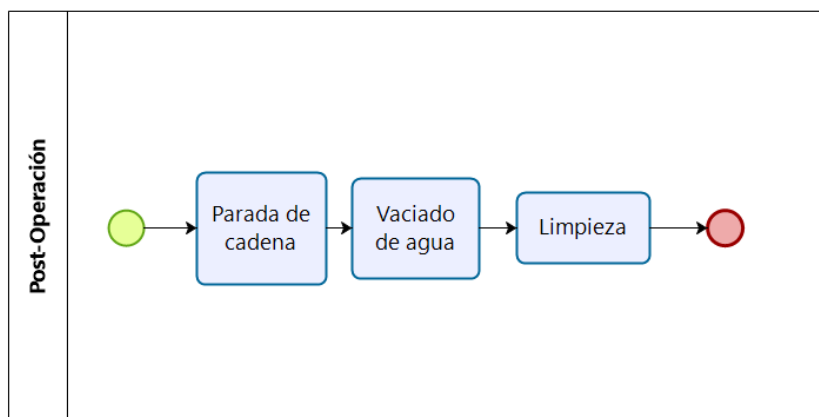 Post-Operación
Parada de
cadena
Vaciado
de agua
Limpieza